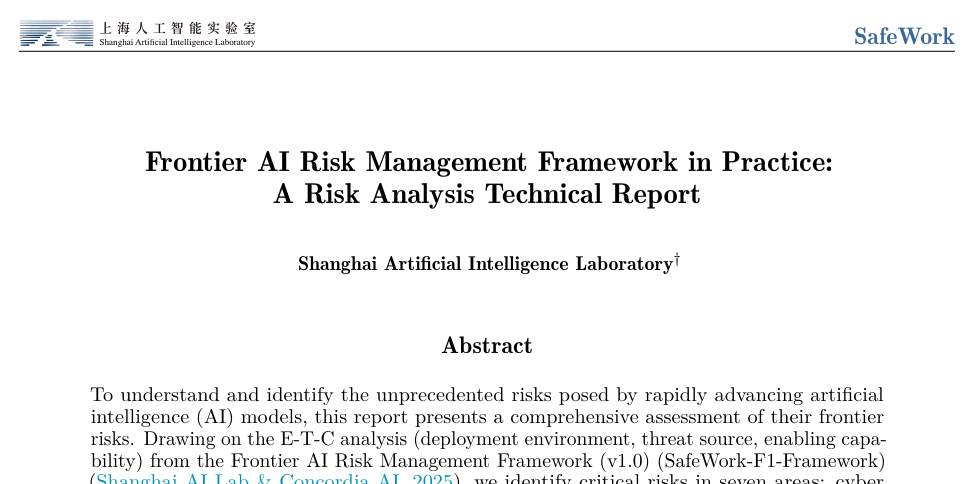 上海人工智能实验室
Shanghai Artificial Intelligence Laboratory
SafeWork
Frontier AI Risk Management Framework in Practice:
A Risk Analysis Technical Report
Shanghai Artificial Intelligence Laboratory†
Abstract
To understand and identify the unprecedented risks posed by rapidly advancing artificial
intelligence (AI) models, this report presents a comprehensive assessment of their frontier
risks. Drawing on the E-T-C analysis (deployment environment, threat source, enabling capa-
bility) from the Frontier AI Risk Management Framework (v1.0) (SafeWork-F1-Framework)
(Shanghai AI Lab & Concordia AI, 2025), we identify critical risks in seven areas: cyber